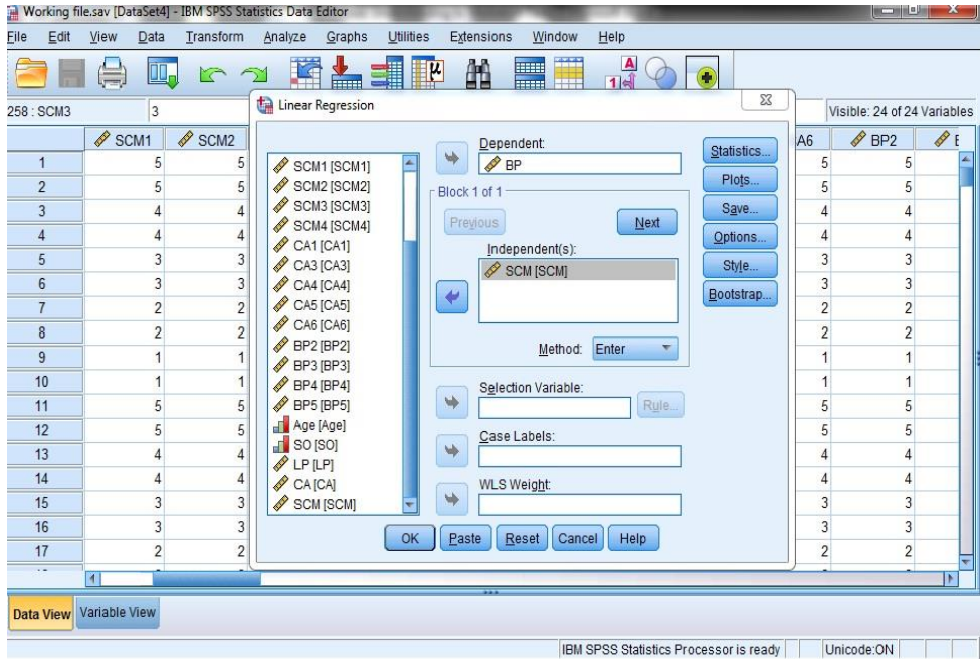 Working file.sav [DataSet4] - IBM SPSS Statistics Data Editor
File Edit View Data Transform Analyze Graphs Utilities Extensions Window Help
258 : SCM3 3 Visible: 24 of 24 Variables
SCM1 SCM2 A6 BP2
1 5 5 5 5
2 5 5 5 5
3 4 4 4 4
4 4 4 4 4
5 3 3 3 3
6 3 3 3 3
7 2 2 2 2
8 2 2 2 2
9 1 1 1 1
10 1 1 1 1
11 5 5 5 5
12 5 5 5 5
13 4 4 4 4
14 4 4 4 4
15 3 3 3 3
16 3 3 3 3
17 2 2 2 2
Linear Regression
SCM1 [SCM1]
SCM2 [SCM2]
SCM3 [SCM3]
SCM4 [SCM4]
CA1 [CA1]
CA3 [CA3]
CA4 [CA4]
CA5 [CA5]
CA6 [CA6]
BP2 [BP2]
BP3 [BP3]
BP4 [BP4]
BP5 [BP5]
Age [Age]
SO [SO]
LP [LP]
CA [CA]
SCM [SCM]
Dependent:
BP
Block 1 of 1
Previous Next
Independent(s):
SCM [SCM]
Method: Enter
Selection Variable:
Rule...
Case Labels:
WLS Weight:
Statistics...
Plots...
Save...
Options...
Style...
Bootstrap...
OK Paste Reset Cancel Help
Data View Variable View
IBM SPSS Statistics Processor is ready Unicode:ON